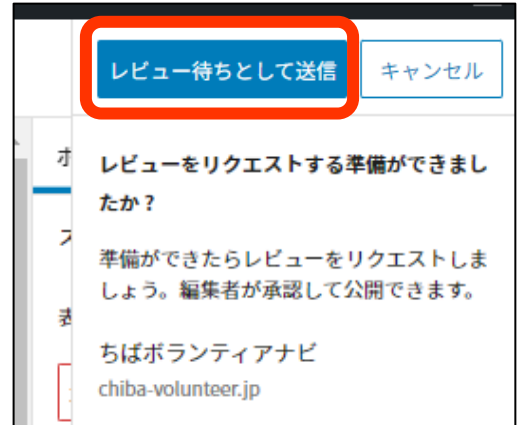 レビュー待ちとして送信
キャンセル
レビューをリクエストする準備ができまし
たか？
準備ができたらレビューをリクエストしま
しょう。編集者が承認して公開できます。
ちばボランティアナビ
chiba-volunteer.jp